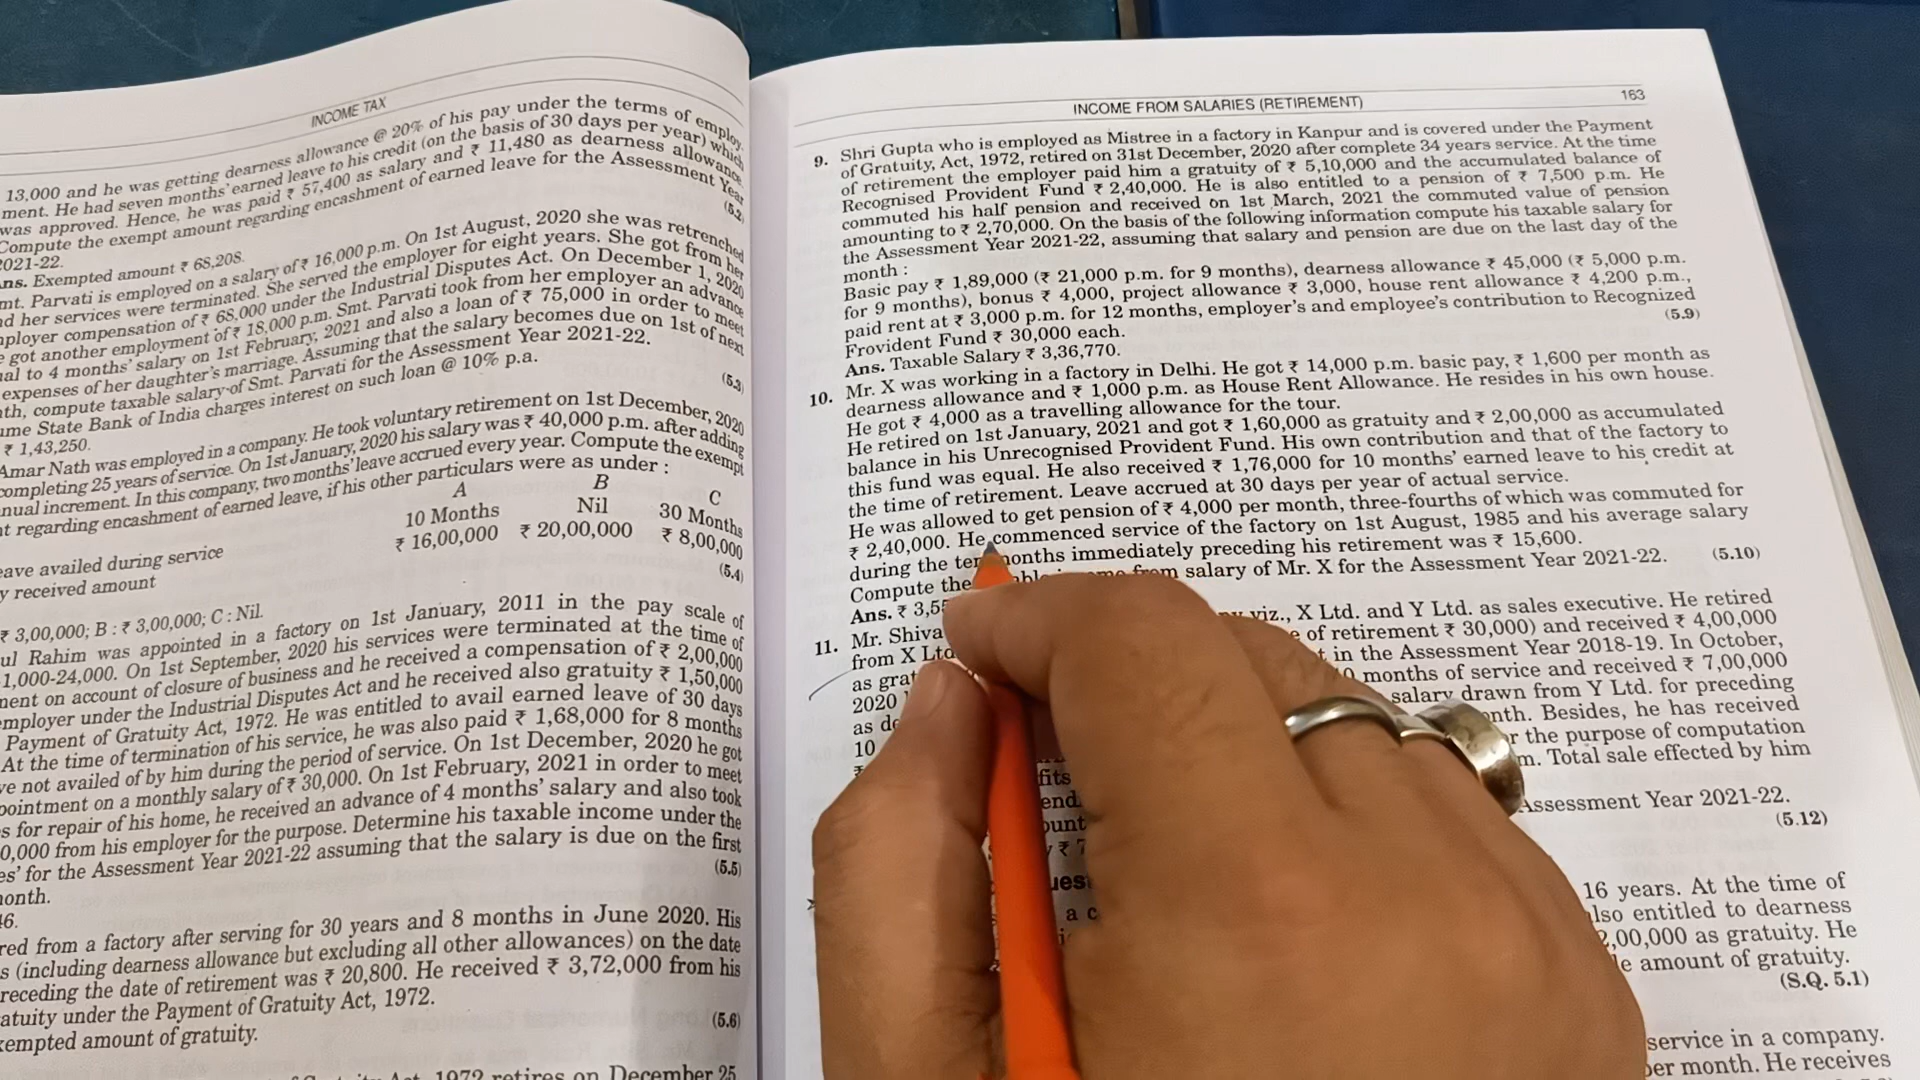 INCOME TAX
13,000 and he was getting dearness allowance @ 20% of his pay under the terms of employ-
ment. He had seven months' earned leave to his credit (on the basis of 30 days per year) which
was approved. Hence, he was paid ₹ 57,400 as salary and ₹ 11,480 as dearness allowance.
Compute the exempt amount regarding encashment of earned leave for the Assessment Year
2021-22.
(5.2)
ns. Exempted amount ₹ 68,208.
mt. Parvati is employed on a salary of ₹ 16,000 p.m. On 1st August, 2020 she was retrenched
nd her services were terminated. She served the employer for eight years. She got from her
mployer compensation of ₹ 68,000 under the Industrial Disputes Act. On December 1, 2020
e got another employment of ₹ 18,000 p.m. Smt. Parvati took from her employer an advance
ual to 4 months' salary on 1st February, 2021 and also a loan of ₹ 75,000 in order to meet
expenses of her daughter's marriage. Assuming that the salary becomes due on 1st of next
nth, compute taxable salary of Smt. Parvati for the Assessment Year 2021-22.
ume State Bank of India charges interest on such loan @ 10% p.a.
(5.3)
₹ 1,43,250.
Amar Nath was employed in a company. He took voluntary retirement on 1st December, 2020
completing 25 years of service. On 1st January, 2020 his salary was ₹ 40,000 p.m. after adding
nnual increment. In this company, two months' leave accrued every year. Compute the exempt
nt regarding encashment of earned leave, if his other particulars were as under :
A B C
10 Months Nil 30 Months
eave availed during service
₹ 16,00,000 ₹ 20,00,000 ₹ 8,00,000
y received amount
(5.4)
₹ 3,00,000; B : ₹ 3,00,000; C : Nil.
ul Rahim was appointed in a factory on 1st January, 2011 in the pay scale of
1,000-24,000. On 1st September, 2020 his services were terminated at the time of
ment on account of closure of business and he received a compensation of ₹ 2,00,000
employer under the Industrial Disputes Act and he received also gratuity ₹ 1,50,000
Payment of Gratuity Act, 1972. He was entitled to avail earned leave of 30 days
At the time of termination of his service, he was also paid ₹ 1,68,000 for 8 months
ve not availed of by him during the period of service. On 1st December, 2020 he got
pointment on a monthly salary of ₹ 30,000. On 1st February, 2021 in order to meet
s for repair of his home, he received an advance of 4 months' salary and also took
0,000 from his employer for the purpose. Determine his taxable income under the
es' for the Assessment Year 2021-22 assuming that the salary is due on the first
onth.
(5.5)
46.
red from a factory after serving for 30 years and 8 months in June 2020. His
s (including dearness allowance but excluding all other allowances) on the date
receding the date of retirement was ₹ 20,800. He received ₹ 3,72,000 from his
atuity under the Payment of Gratuity Act, 1972.
xempted amount of gratuity.
(5.6)
1972 retires on December 25,
INCOME FROM SALARIES (RETIREMENT) 163
9. Shri Gupta who is employed as Mistree in a factory in Kanpur and is covered under the Payment
of Gratuity, Act, 1972, retired on 31st December, 2020 after complete 34 years service. At the time
of retirement the employer paid him a gratuity of ₹ 5,10,000 and the accumulated balance of
Recognised Provident Fund ₹ 2,40,000. He is also entitled to a pension of ₹ 7,500 p.m. He
commuted his half pension and received on 1st March, 2021 the commuted value of pension
amounting to ₹ 2,70,000. On the basis of the following information compute his taxable salary for
the Assessment Year 2021-22, assuming that salary and pension are due on the last day of the
month :
Basic pay ₹ 1,89,000 (₹ 21,000 p.m. for 9 months), dearness allowance ₹ 45,000 (₹ 5,000 p.m.
for 9 months), bonus ₹ 4,000, project allowance ₹ 3,000, house rent allowance ₹ 4,200 p.m.,
paid rent at ₹ 3,000 p.m. for 12 months, employer's and employee's contribution to Recognized
Frovident Fund ₹ 30,000 each.
(5.9)
Ans. Taxable Salary ₹ 3,36,770.
10. Mr. X was working in a factory in Delhi. He got ₹ 14,000 p.m. basic pay, ₹ 1,600 per month as
dearness allowance and ₹ 1,000 p.m. as House Rent Allowance. He resides in his own house.
He got ₹ 4,000 as a travelling allowance for the tour.
He retired on 1st January, 2021 and got ₹ 1,60,000 as gratuity and ₹ 2,00,000 as accumulated
balance in his Unrecognised Provident Fund. His own contribution and that of the factory to
this fund was equal. He also received ₹ 1,76,000 for 10 months' earned leave to his credit at
the time of retirement. Leave accrued at 30 days per year of actual service.
He was allowed to get pension of ₹ 4,000 per month, three-fourths of which was commuted for
₹ 2,40,000. He commenced service of the factory on 1st August, 1985 and his average salary
during the ten months immediately preceding his retirement was ₹ 15,600.
Compute the salary of Mr. X for the Assessment Year 2021-22.
(5.10)
Ans. ₹ 3,55
11. Mr. Shiva viz., X Ltd. and Y Ltd. as sales executive. He retired
from X Ltd e of retirement ₹ 30,000) and received ₹ 4,00,000
as grat in the Assessment Year 2018-19. In October,
2020 months of service and received ₹ 7,00,000
as de salary drawn from Y Ltd. for preceding
10 onth. Besides, he has received
₹ r the purpose of computation
fits m. Total sale effected by him
end
ount Assessment Year 2021-22.
(5.12)
₹ 7
uest
a c 16 years. At the time of
also entitled to dearness
2,00,000 as gratuity. He
le amount of gratuity.
(S.Q. 5.1)
service in a company.
per month. He receives